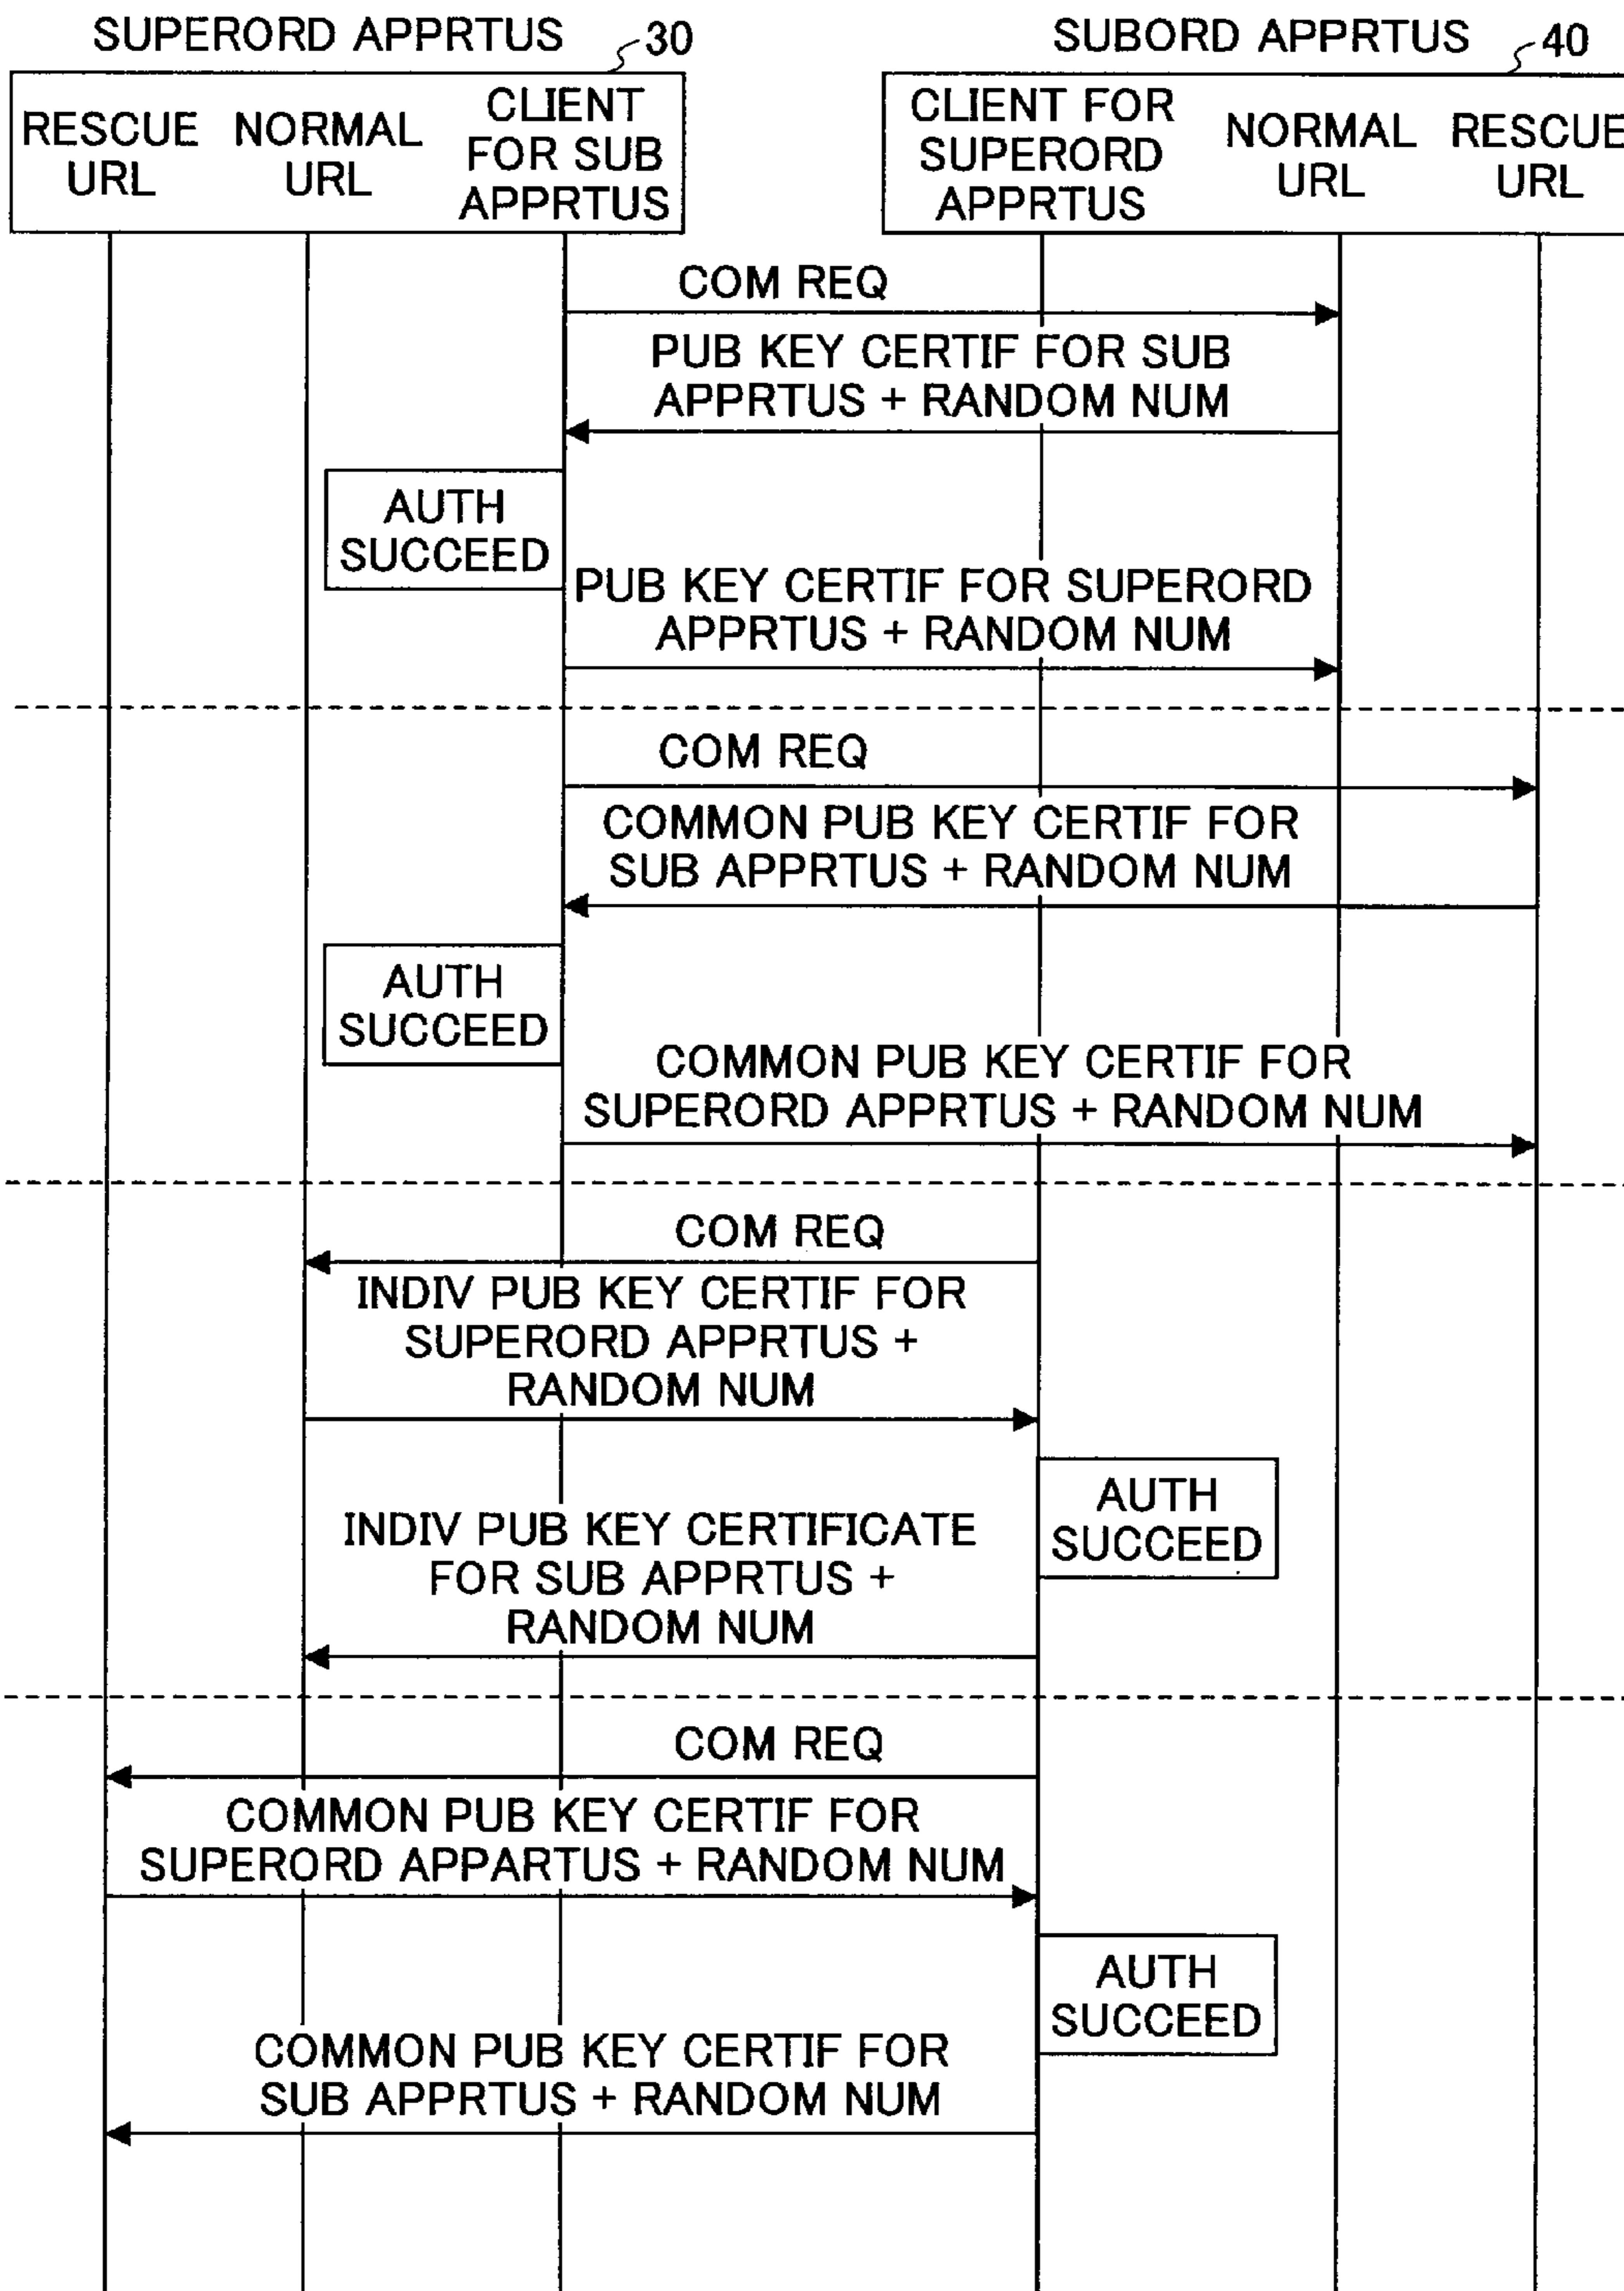 SUPERORD APPRTUS 30
SUBORD APPRTUS 40
RESCUE
URL
NORMAL
URL
CLIENT
FOR SUB
APPRTUS
CLIENT FOR
SUPERORD
APPRTUS
NORMAL
URL
RESCUE
URL
COM REQ
PUB KEY CERTIF FOR SUB
APPRTUS + RANDOM NUM
AUTH
SUCCEED
PUB KEY CERTIF FOR SUPERORD
APPRTUS + RANDOM NUM
COM REQ
COMMON PUB KEY CERTIF FOR
SUB APPRTUS + RANDOM NUM
AUTH
SUCCEED
COMMON PUB KEY CERTIF FOR
SUPERORD APPRTUS + RANDOM NUM
COM REQ
INDIV PUB KEY CERTIF FOR
SUPERORD APPRTUS +
RANDOM NUM
AUTH
SUCCEED
INDIV PUB KEY CERTIFICATE
FOR SUB APPRTUS +
RANDOM NUM
COM REQ
COMMON PUB KEY CERTIF FOR
SUPERORD APPARTUS + RANDOM NUM
AUTH
SUCCEED
COMMON PUB KEY CERTIF FOR
SUB APPRTUS + RANDOM NUM